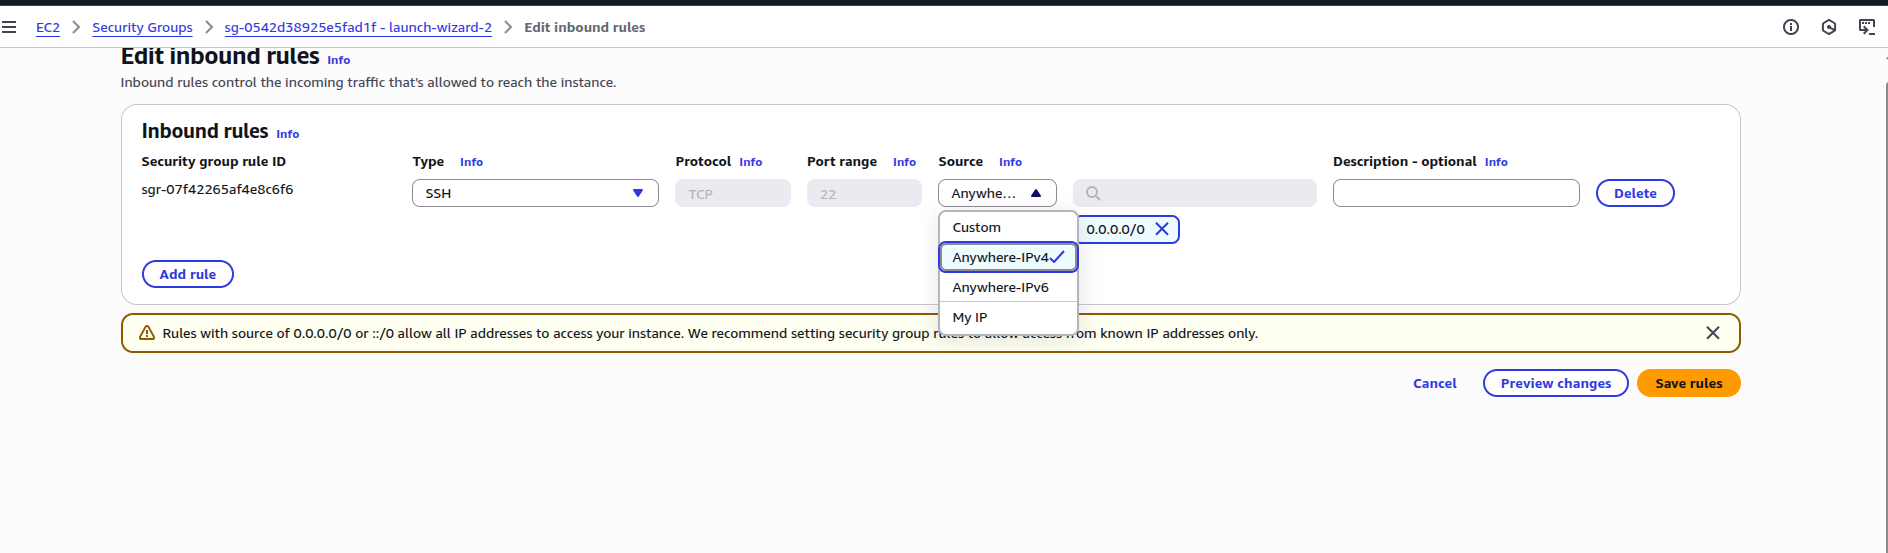 EC2 > Security Groups > sg-0542d38925e5fad1f - launch-wizard-2 > Edit inbound rules
Edit inbound rules Info
Inbound rules control the incoming traffic that's allowed to reach the instance.
Inbound rules Info
Security group rule ID Type Info Protocol Info Port range Info Source Info Description – optional Info
sgr-07f42265af4e8c6f6 SSH TCP 22 Anywhe... Delete
Custom
0.0.0.0/0
Anywhere-IPv4
Anywhere-IPv6
My IP
Add rule
Rules with source of 0.0.0.0/0 or ::/0 allow all IP addresses to access your instance. We recommend setting security group rules to allow access from known IP addresses only.
Cancel Preview changes Save rules